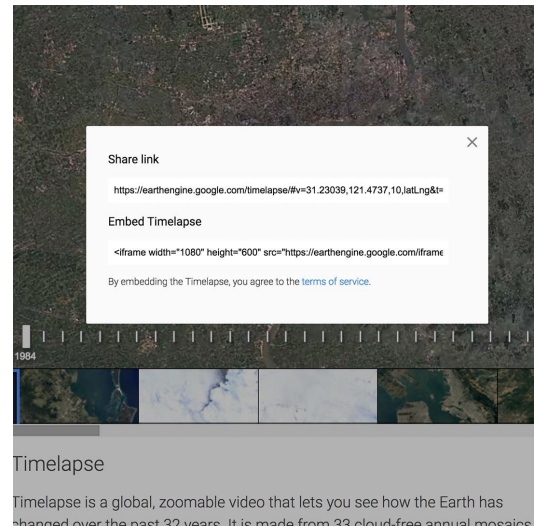 Share link
https://earthengine.google.com/timelapse/#v=31.23039,121.4737,10,latLng&t=
Embed Timelapse
<iframe width="1080" height="600" src="https://earthengine.google.com/iframe
By embedding the Timelapse, you agree to the terms of service.
1984
Timelapse
Timelapse is a global, zoomable video that lets you see how the Earth has
changed over the past 32 years. It is made from 33 cloud-free annual mosaics